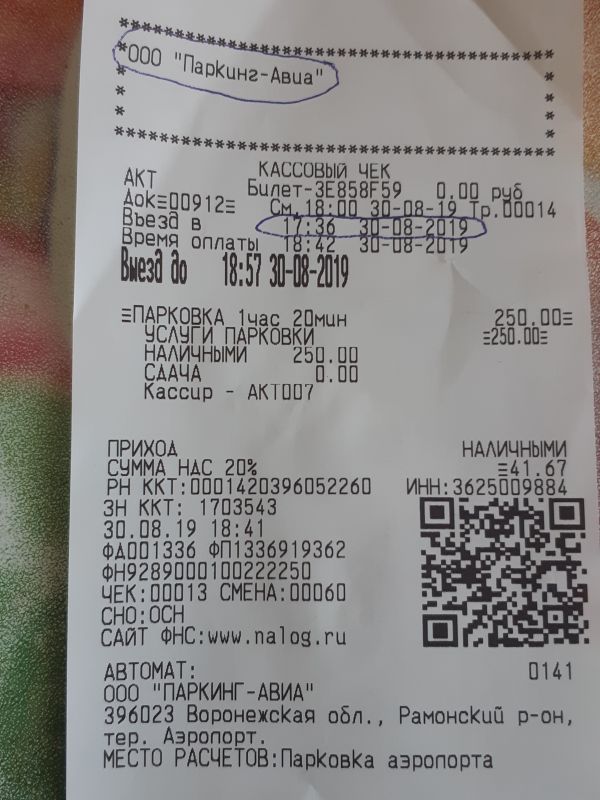 *****************************************
*ООО "Паркинг-Авиа" *
* *
* *
* *
*****************************************
КАССОВЫЙ ЧЕК
АКТ Билет-3E858F59 0.00 руб
Док≡00912≡ См.18:00 30-08-19 Тр.00014
Въезд в 17:36 30-08-2019
Время оплаты 18:42 30-08-2019
Выезд до 18:57 30-08-2019
≡ПАРКОВКА 1час 20мин 250.00≡
УСЛУГИ ПАРКОВКИ ≡250.00≡
НАЛИЧНЫМИ 250.00
СДАЧА 0.00
Кассир - АКТ007
ПРИХОД НАЛИЧНЫМИ
СУММА НДС 20% ≡41.67
РН ККТ:0001420396052260 ИНН:3625009884
ЗН ККТ: 1703543
30.08.19 18:41
ФД001336 ФП1336919362
ФН9289000100222250
ЧЕК:00013 СМЕНА:00060
СНО:ОСН
САЙТ ФНС:www.nalog.ru
АВТОМАТ: 0141
ООО "ПАРКИНГ-АВИА"
396023 Воронежская обл., Рамонский р-он,
тер. Аэропорт.
МЕСТО РАСЧЕТОВ:Парковка аэропорта